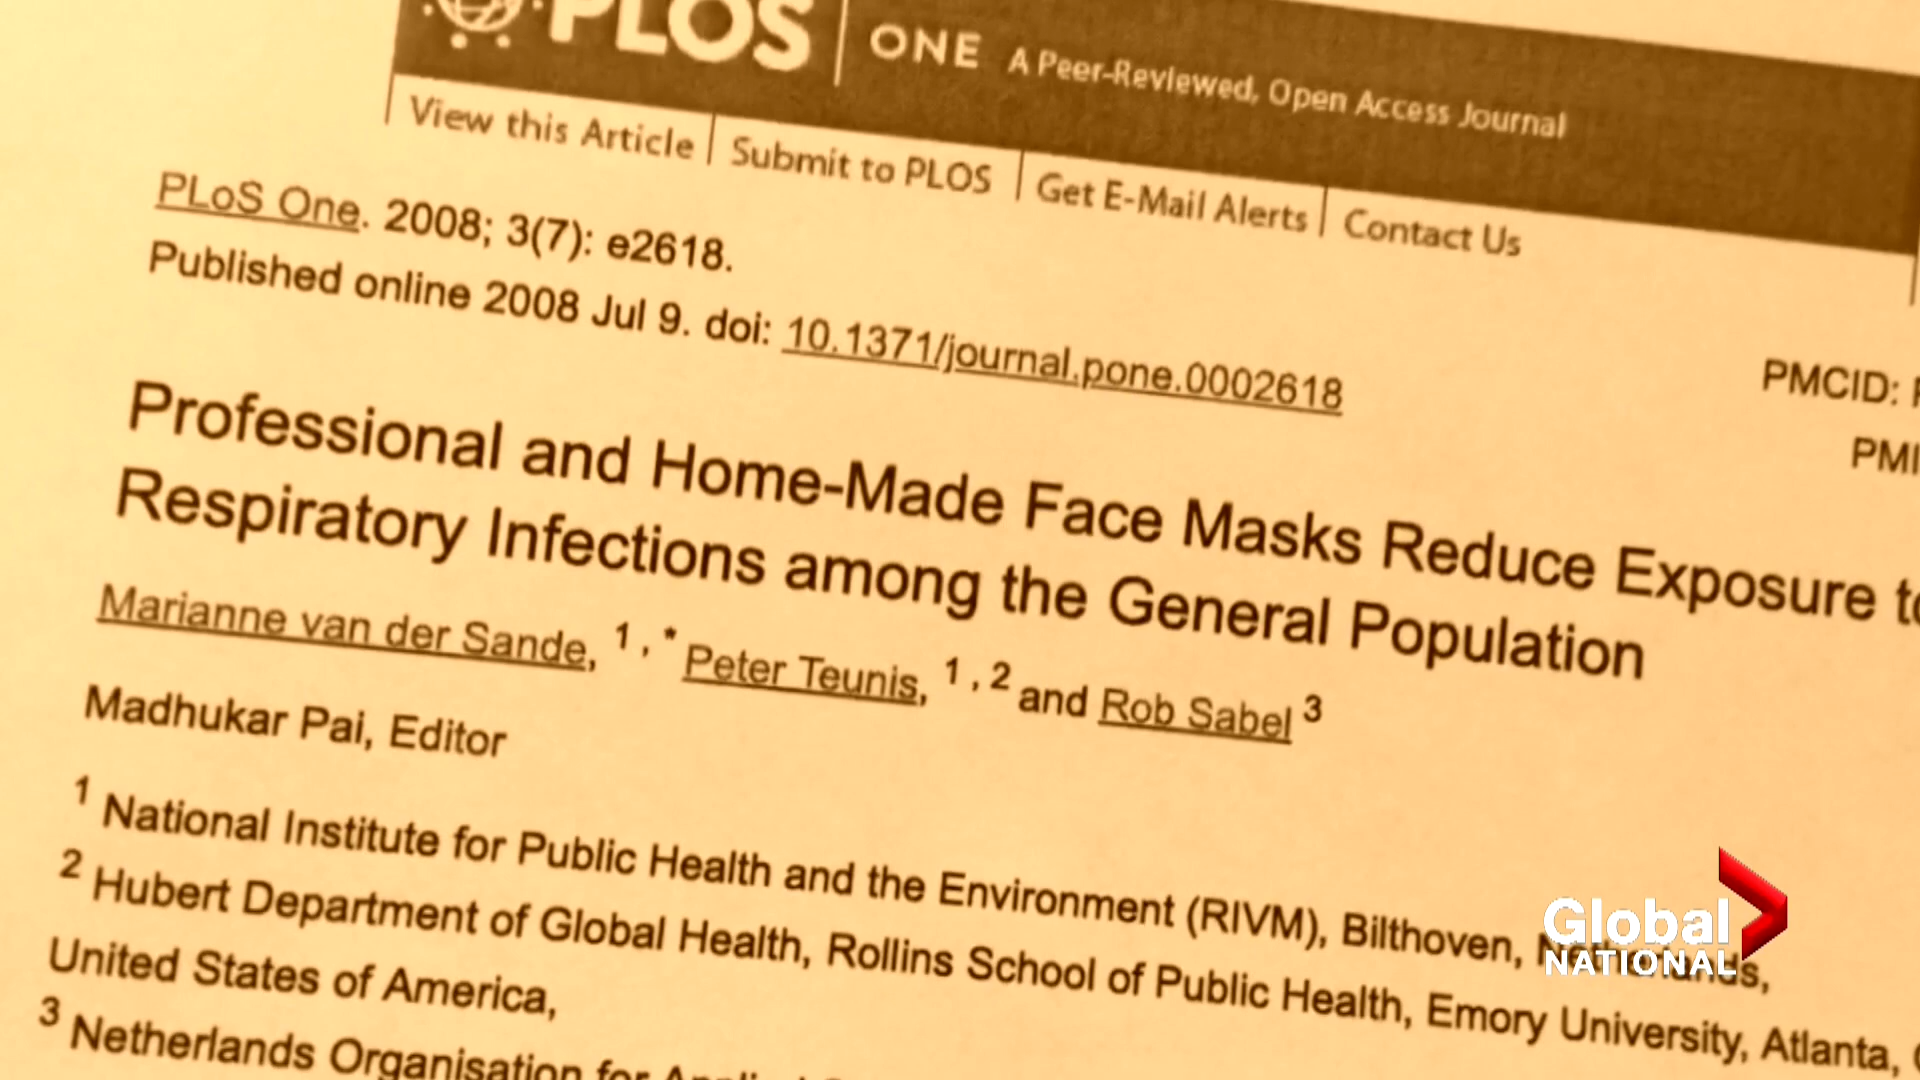 PLOS ONE A Peer-Reviewed, Open Access Journal
View this Article Submit to PLOS Get E-Mail Alerts Contact Us
PLoS One. 2008; 3(7): e2618.
Published online 2008 Jul 9. doi: 10.1371/journal.pone.0002618
PMCID:
Professional and Home-Made Face Masks Reduce Exposure to
Respiratory Infections among the General Population
Marianne van der Sande, 1 , * Peter Teunis, 1 , 2 and Rob Sabel 3
Madhukar Pai, Editor
1 National Institute for Public Health and the Environment (RIVM), Bilthoven, Netherlands,
2 Hubert Department of Global Health, Rollins School of Public Health, Emory University, Atlanta,
United States of America,
3 Netherlands Organisation for
Global
NATIONAL